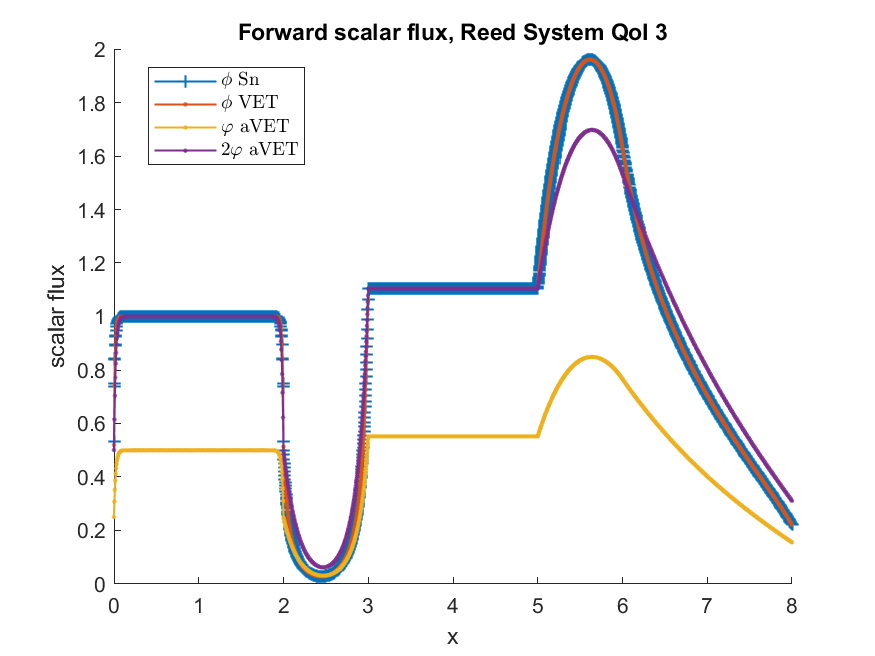 Forward scalar flux, Reed System QoI 3
2
1.8
1.6
1.4
1.2
1
0.8
0.6
0.4
0.2
0
ϕ Sn
ϕ VET
φ aVET
2φ aVET
scalar flux
0 1 2 3 4 5 6 7 8
x